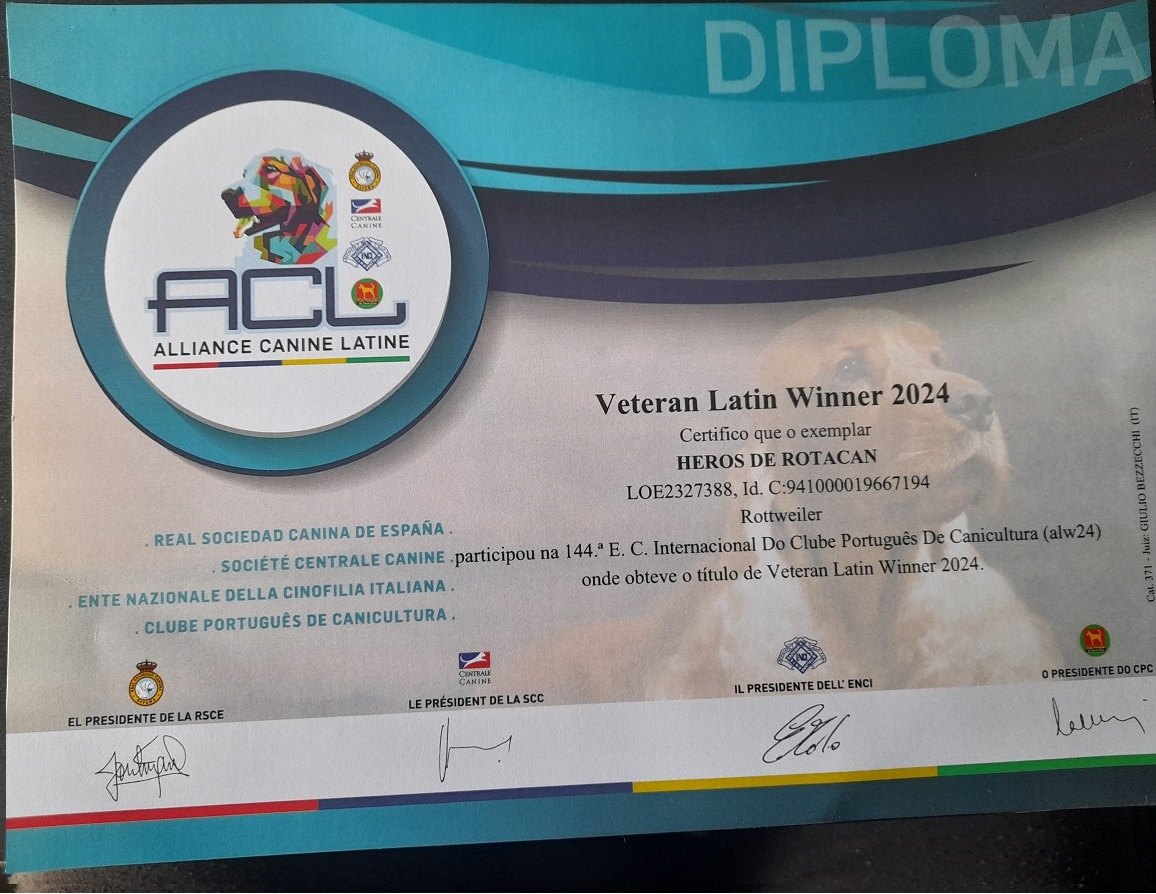 DIPLOMA
CENTRALE
CANINE
ACL
ALLIANCE CANINE LATINE
Veteran Latin Winner 2024
Certifico que o exemplar
HEROS DE ROTACAN
LOE2327388, Id. C:941000019667194
Rottweiler
participou na 144.ª E. C. Internacional Do Clube Português De Canicultura (alw24)
onde obteve o título de Veteran Latin Winner 2024.
. REAL SOCIEDAD CANINA DE ESPAÑA .
. SOCIÉTÉ CENTRALE CANINE .
. ENTE NAZIONALE DELLA CINOFILIA ITALIANA .
. CLUBE PORTUGUÊS DE CANICULTURA .
Cat. 371 - Juiz: GIULIO BEZZECCHI (IT)
EL PRESIDENTE DE LA RSCE
CENTRALE
CANINE
LE PRÉSIDENT DE LA SCC
IL PRESIDENTE DELL' ENCI
O PRESIDENTE DO CPC